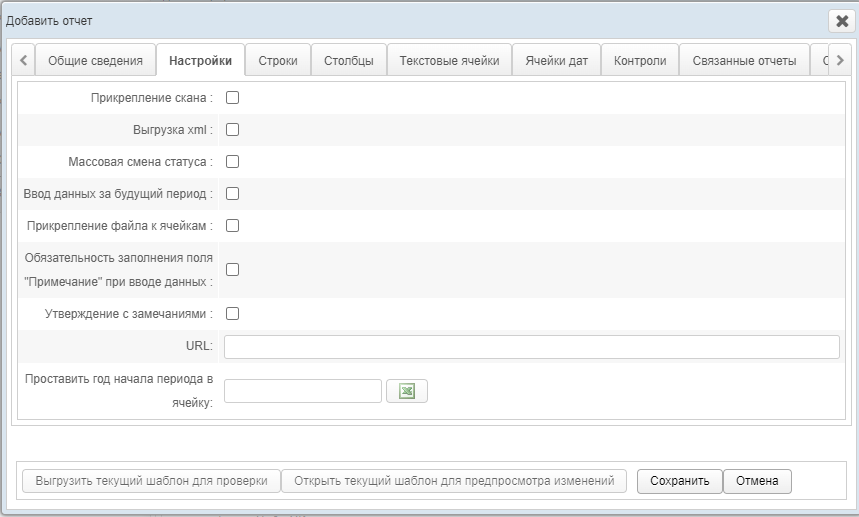 Добавить отчет
Общие сведения Настройки Строки Столбцы Текстовые ячейки Ячейки дат Контроли Связанные отчеты
Прикрепление скана :
Выгрузка xml :
Массовая смена статуса :
Ввод данных за будущий период :
Прикрепление файла к ячейкам :
Обязательность заполнения поля
"Примечание" при вводе данных :
Утверждение с замечаниями :
URL:
Проставить год начала периода в
ячейку:
Выгрузить текущий шаблон для проверки Открыть текущий шаблон для предпросмотра изменений Сохранить Отмена